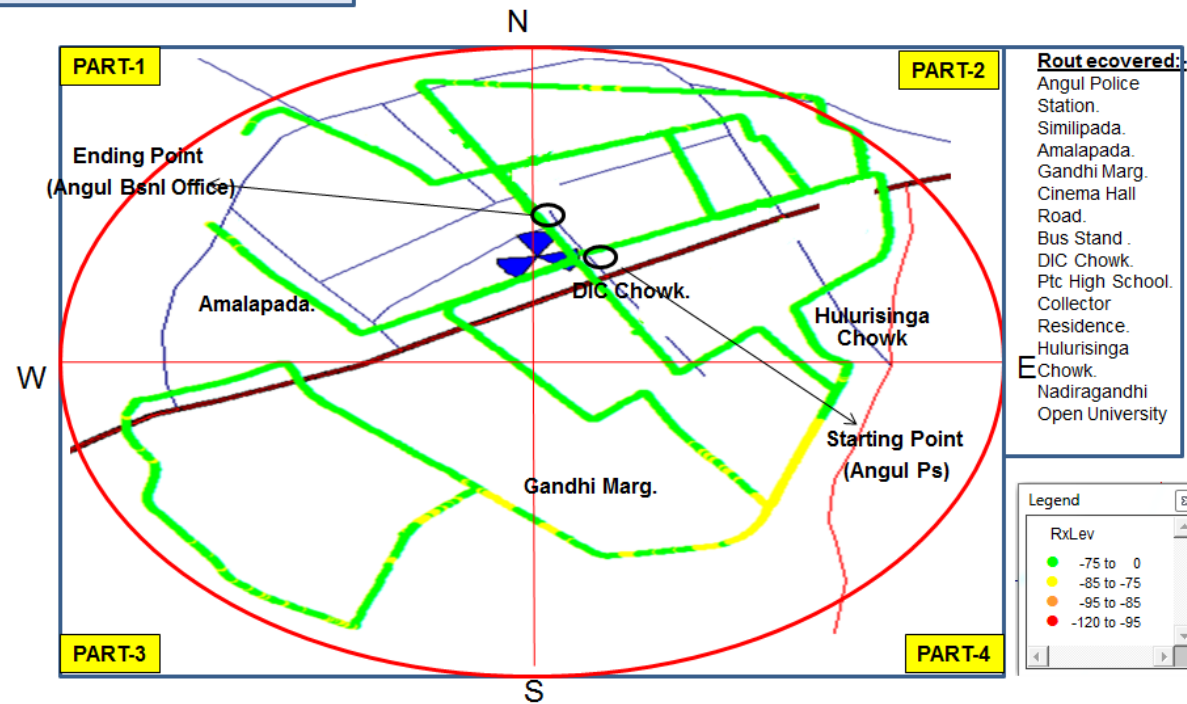 N
PART-1
PART-2
Rout ecovered:-
Angul Police
Station.
Similipada.
Amalapada.
Gandhi Marg.
Cinema Hall
Road.
Bus Stand .
DIC Chowk.
Ptc High School.
Collector
Residence.
Hulurisinga
Chowk.
Nadiragandhi
Open University
Ending Point
(Angul Bsnl Office)
Amalapada.
DIC Chowk.
Hulurisinga
Chowk
W
E
Starting Point
(Angul Ps)
Gandhi Marg.
Legend
RxLev
-75 to 0
-85 to -75
-95 to -85
-120 to -95
PART-3
PART-4
S